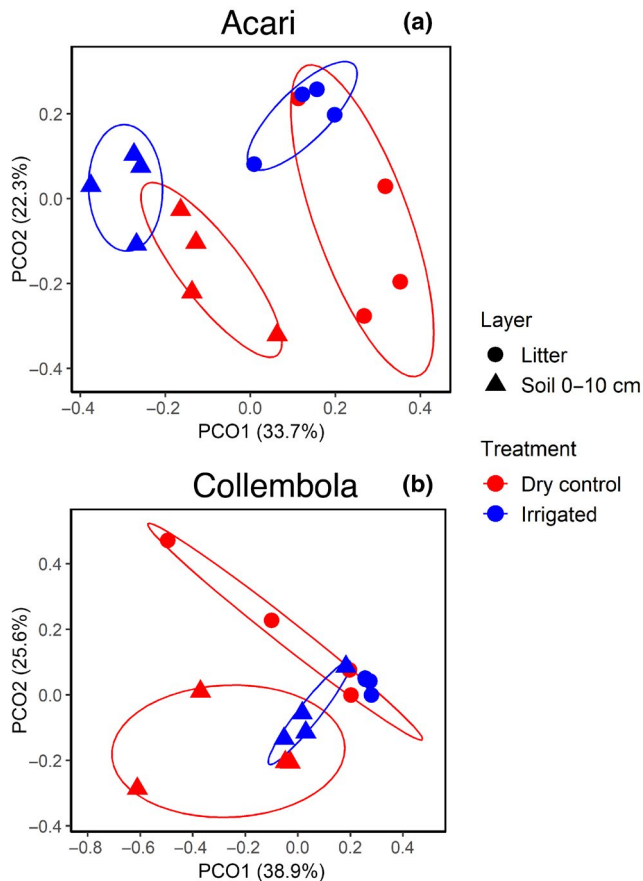 Acari (a)
0.2
0.0
−0.2
−0.4
PCO2 (22.3%)
−0.4 −0.2 0.0 0.2 0.4
PCO1 (33.7%)
Layer
Litter
Soil 0−10 cm
Treatment
Dry control
Irrigated
Collembola (b)
0.4
0.2
0.0
−0.2
−0.4
PCO2 (25.6%)
−0.8 −0.6 −0.4 −0.2 0.0 0.2 0.4
PCO1 (38.9%)